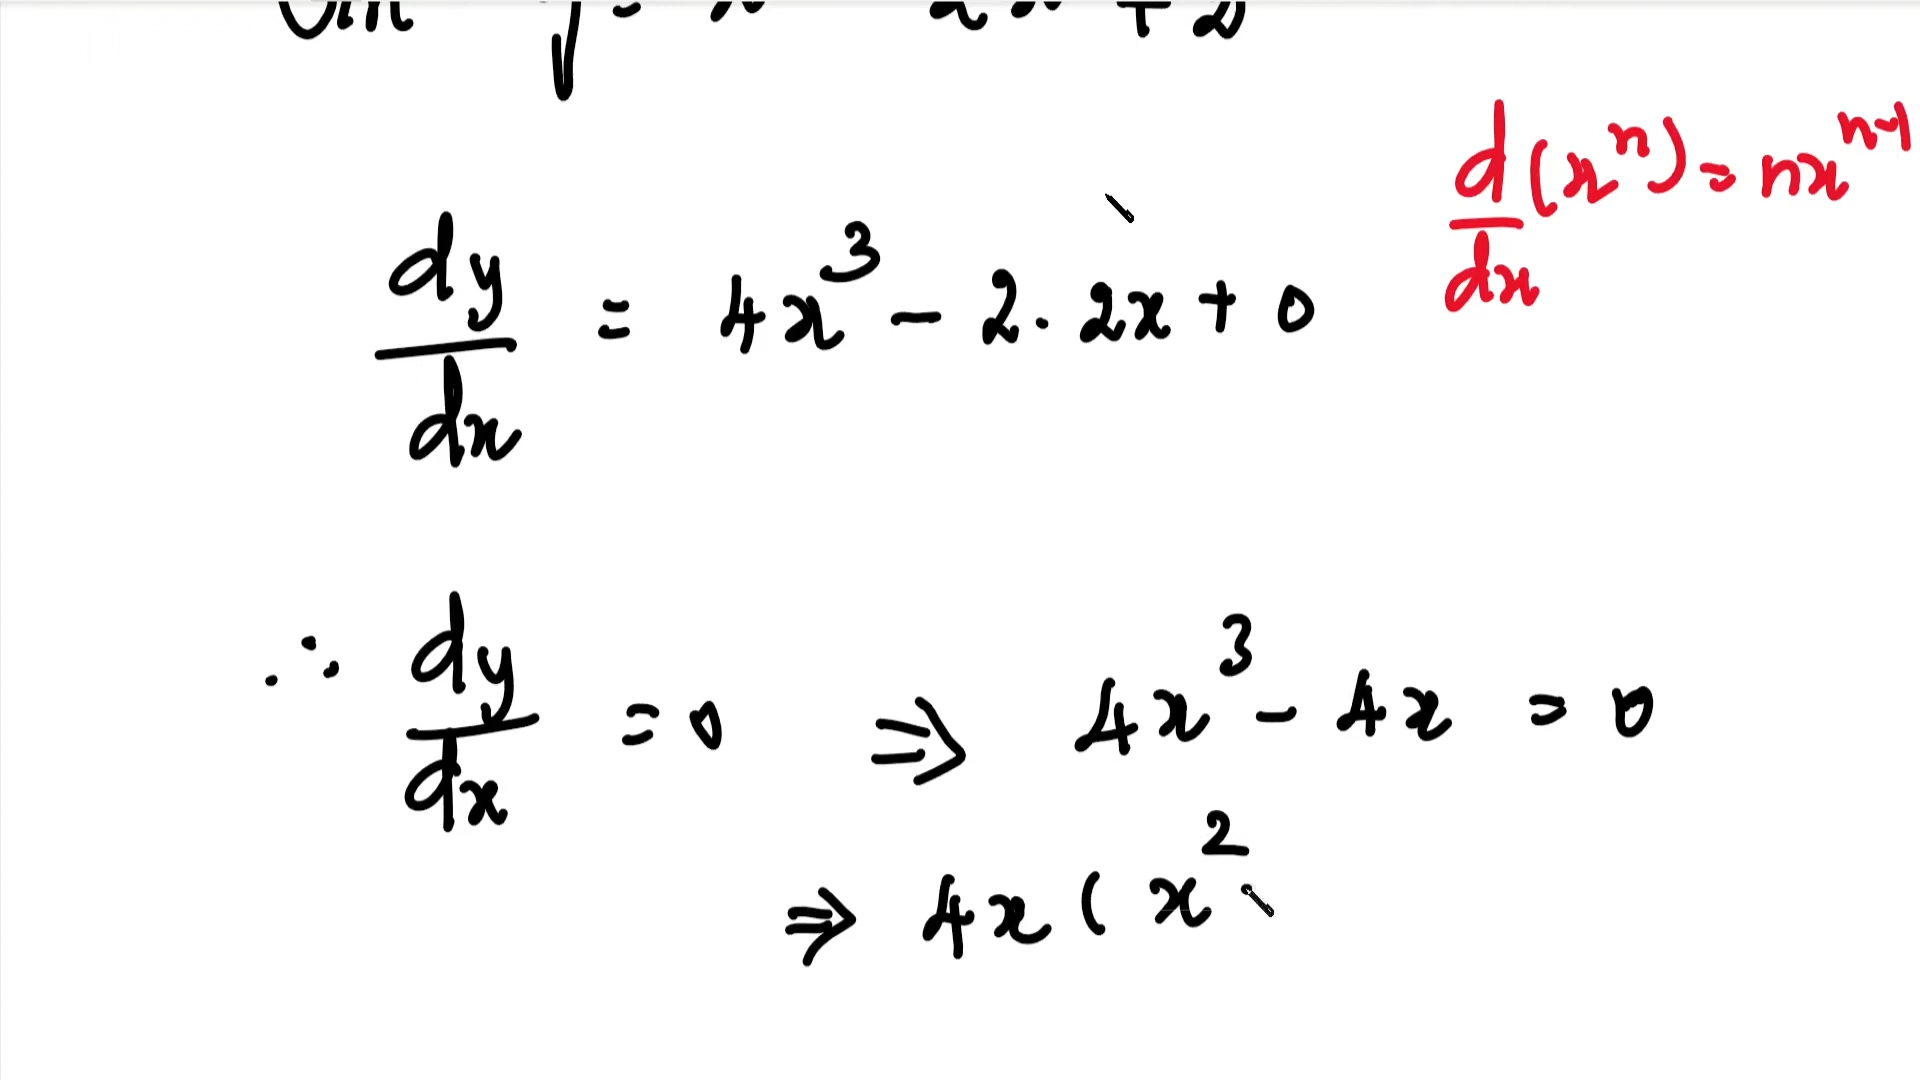 y =
d/dx (xⁿ) = nxⁿ⁻¹
dy/dx = 4x³ - 2. 2x + 0
∴ dy/dx = 0 ⇒ 4x³ - 4x = 0
⇒ 4x ( x²